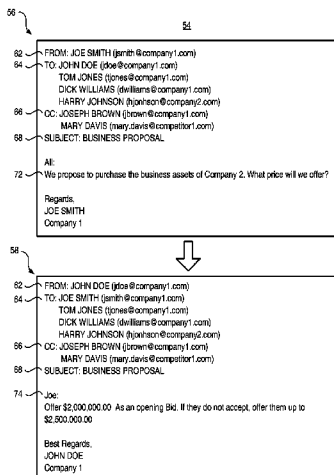 56
54
62 FROM: JOE SMITH (jsmith@company1.com)
64 TO: JOHN DOE (jdoe@company1.com)
TOM JONES (tjones@company1.com)
DICK WILLIAMS (dwilliams@company1.com)
HARRY JOHNSON (hjonhson@company2.com)
66 CC: JOSEPH BROWN (jbrown@company1.com)
MARY DAVIS (mary.davis@competitor1.com)
68 SUBJECT: BUSINESS PROPOSAL
All:
72 We propose to purchase the business assets of Company 2. What price will we offer?
Regards,
JOE SMITH
Company 1
58
62 FROM: JOHN DOE (jdoe@company1.com)
64 TO: JOE SMITH (jsmith@company1.com)
TOM JONES (tjones@company1.com)
DICK WILLIAMS (dwilliams@company1.com)
HARRY JOHNSON (hjonhson@company2.com)
66 CC: JOSEPH BROWN (jbrown@company1.com)
MARY DAVIS (mary.davis@competitor1.com)
68 SUBJECT: BUSINESS PROPOSAL
74 Joe:
Offer $2,000,000.00 As an opening Bid. If they do not accept, offer them up to
$2,500,000.00
Best Regards,
JOHN DOE
Company 1